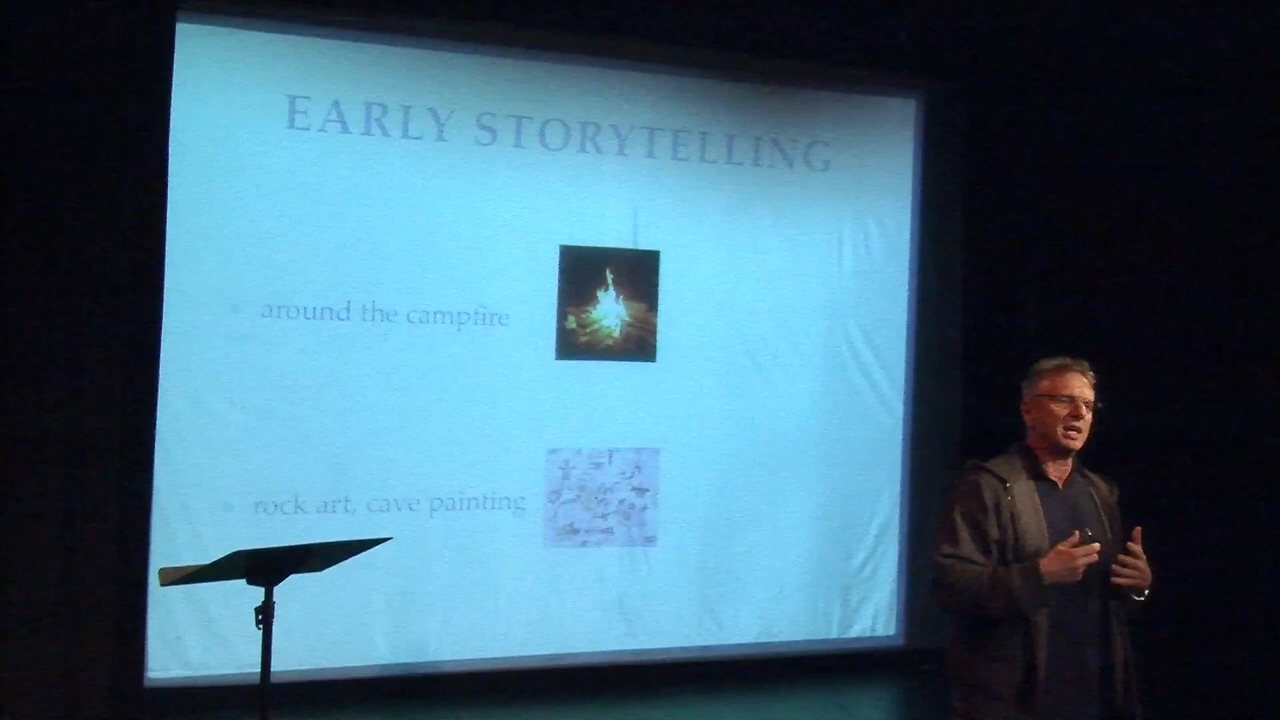 EARLY STORYTELLING
around the campfire
rock art, cave painting